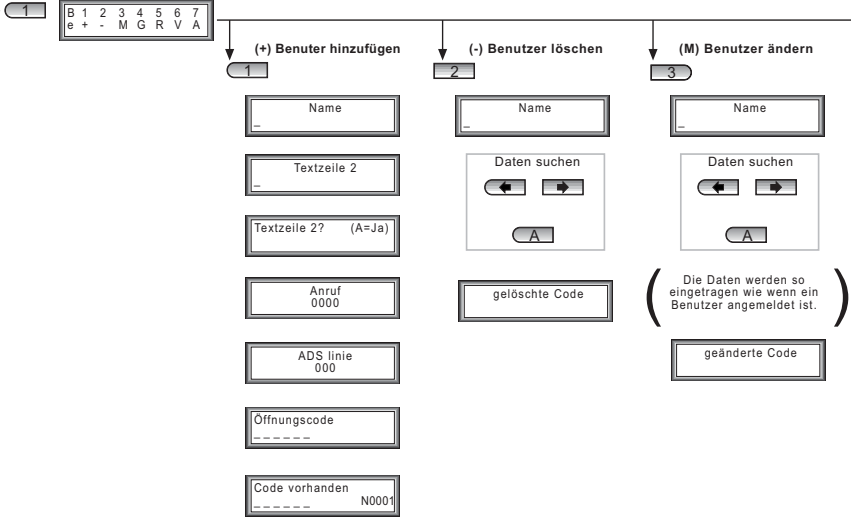 1
B 1 2 3 4 5 6 7
e + - M G R V A
(+) Benuter hinzufügen
1
Name
_
Textzeile 2
_
Textzeile 2? (A=Ja)
Anruf
0000
ADS linie
000
Öffnungscode
_ _ _ _ _ _
Code vorhanden
_ _ _ _ _ _ N0001
(-) Benutzer löschen
2
Name
_
Daten suchen
A
gelöschte Code
(M) Benutzer ändern
3
Name
_
Daten suchen
A
( Die Daten werden so
eingetragen wie wenn ein
Benutzer angemeldet ist. )
geänderte Code